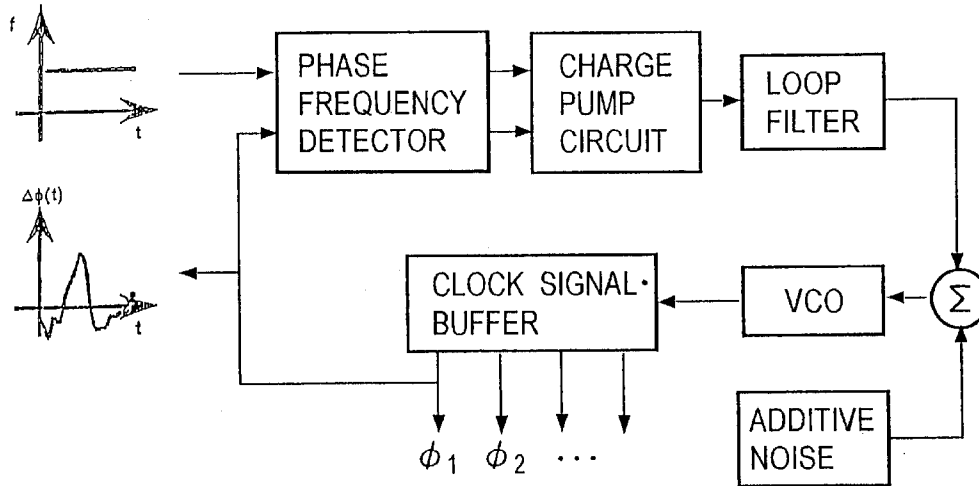 f
t
PHASE
FREQUENCY
DETECTOR
CHARGE
PUMP
CIRCUIT
LOOP
FILTER
Δϕ(t)
t
CLOCK SIGNAL
BUFFER
VCO
Σ
ADDITIVE
NOISE
ϕ1 ϕ2 ...